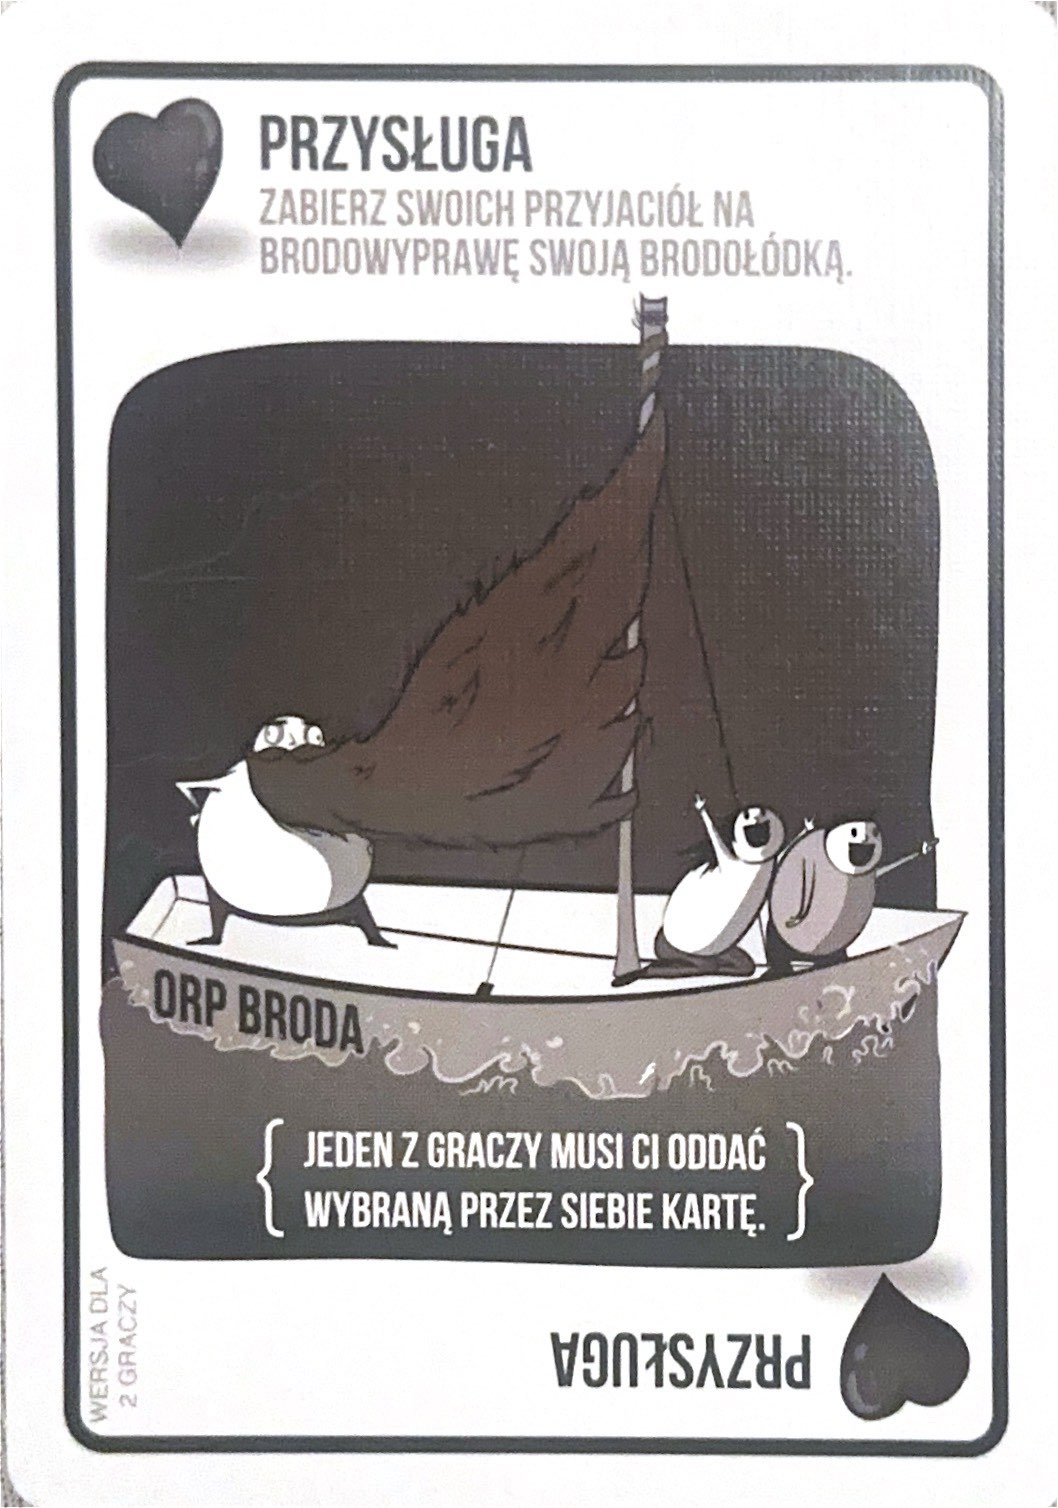 PRZYSŁUGA
ZABIERZ SWOICH PRZYJACIÓŁ NA
BRODOWYPRAWĘ SWOJĄ BRODOŁÓDKĄ.
ORP BRODA
JEDEN Z GRACZY MUSI CI ODDAĆ
WYBRANĄ PRZEZ SIEBIE KARTĘ.
WERSJA DLA
2 GRACZY
PRZYSŁUGA